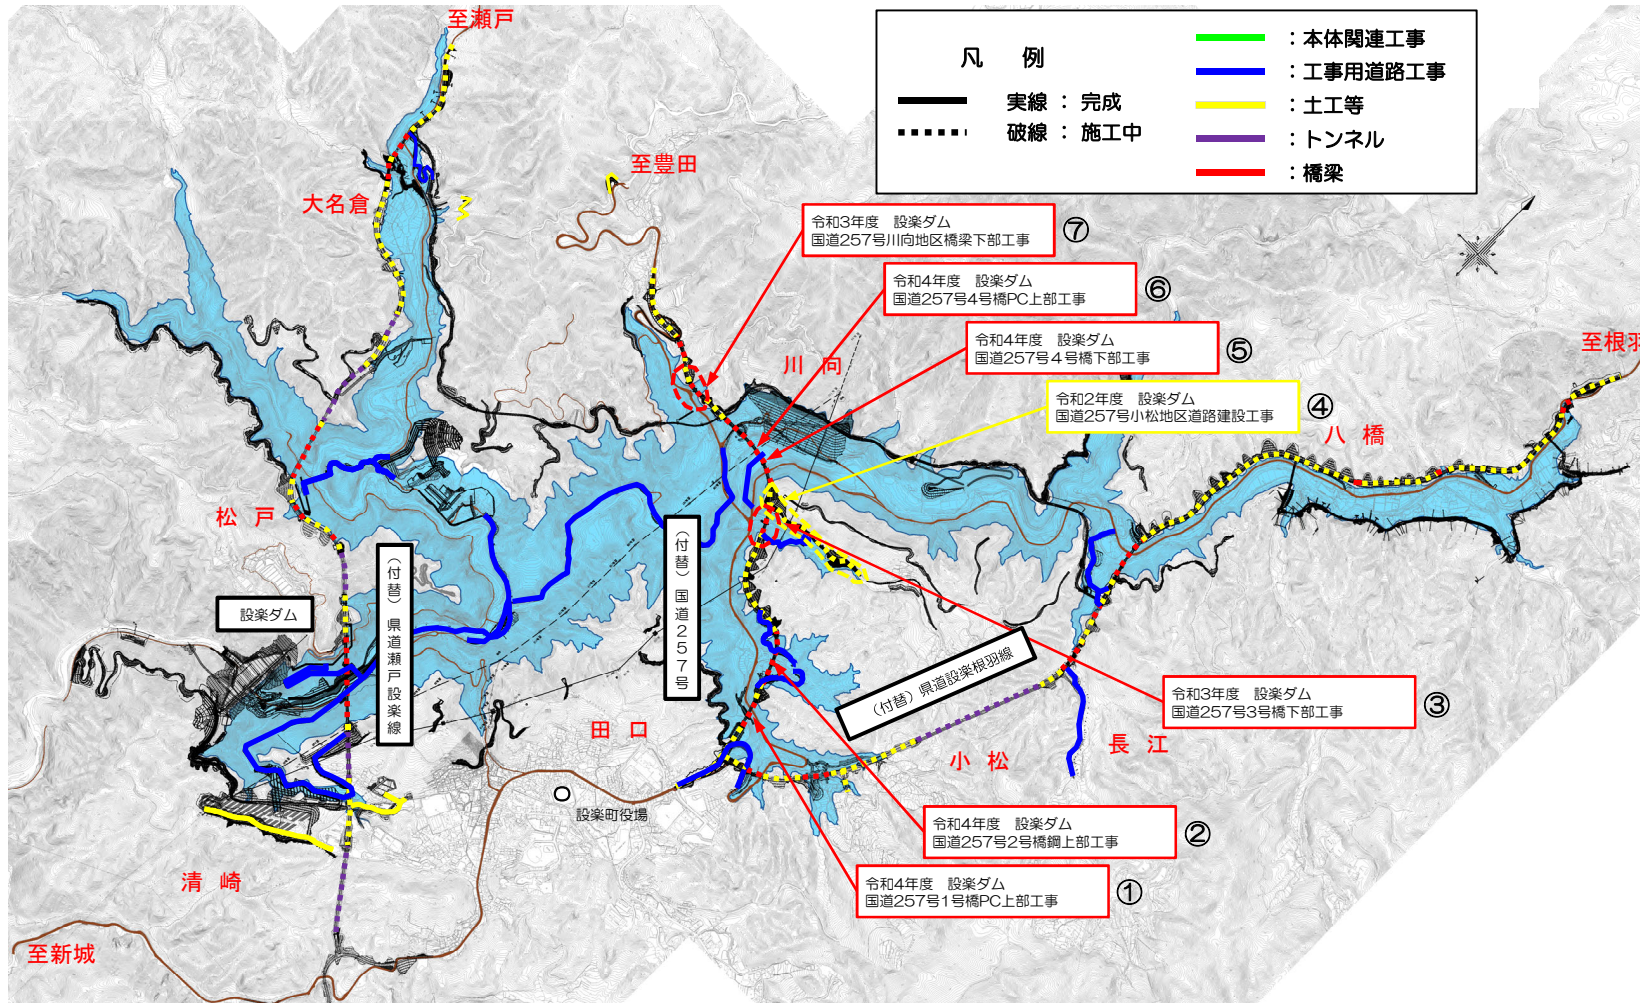 至瀬戸
凡 例
実線 : 完成
破線 : 施工中
:本体関連工事
:工事用道路工事
:土工等
:トンネル
:橋梁
至豊田
大名倉
令和3年度 設楽ダム
国道257号川向地区橋梁下部工事
⑦
令和4年度 設楽ダム
国道257号4号橋PC上部工事
⑥
令和4年度 設楽ダム
国道257号4号橋下部工事
⑤
川 向
至根羽
令和2年度 設楽ダム
国道257号小松地区道路建設工事
④
八 橋
松 戸
(付替) 県道瀬戸設楽線
(付替) 国道257号
設楽ダム
(付替) 県道設楽根羽線
令和3年度 設楽ダム
国道257号3号橋下部工事
③
田 口
小 松
長 江
設楽町役場
令和4年度 設楽ダム
国道257号2号橋鋼上部工事
②
清 崎
令和4年度 設楽ダム
国道257号1号橋PC上部工事
①
至新城